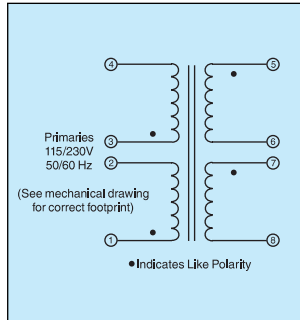 4
5
Primaries
115/230V
50/60 Hz
3
6
2
7
(See mechanical drawing
for correct footprint)
1
8
●Indicates Like Polarity